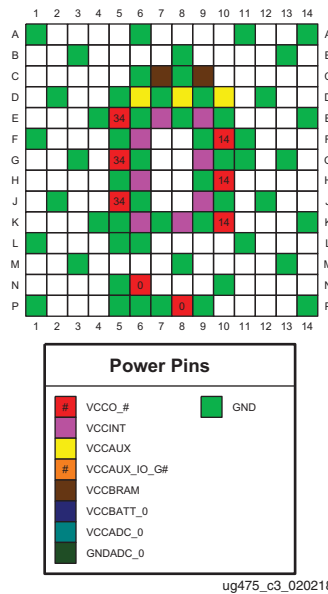 1 2 3 4 5 6 7 8 9 10 11 12 13 14
A A
B B
C C
D D
E 34 E
F 14 F
G 34 G
H 14 H
J 34 J
K 14 K
L L
M M
N 0 N
P 0 P
1 2 3 4 5 6 7 8 9 10 11 12 13 14
Power Pins
# VCCO_# GND
VCCINT
VCCAUX
# VCCAUX_IO_G#
VCCBRAM
VCCBATT_0
VCCADC_0
GNDADC_0
ug475_c3_020218